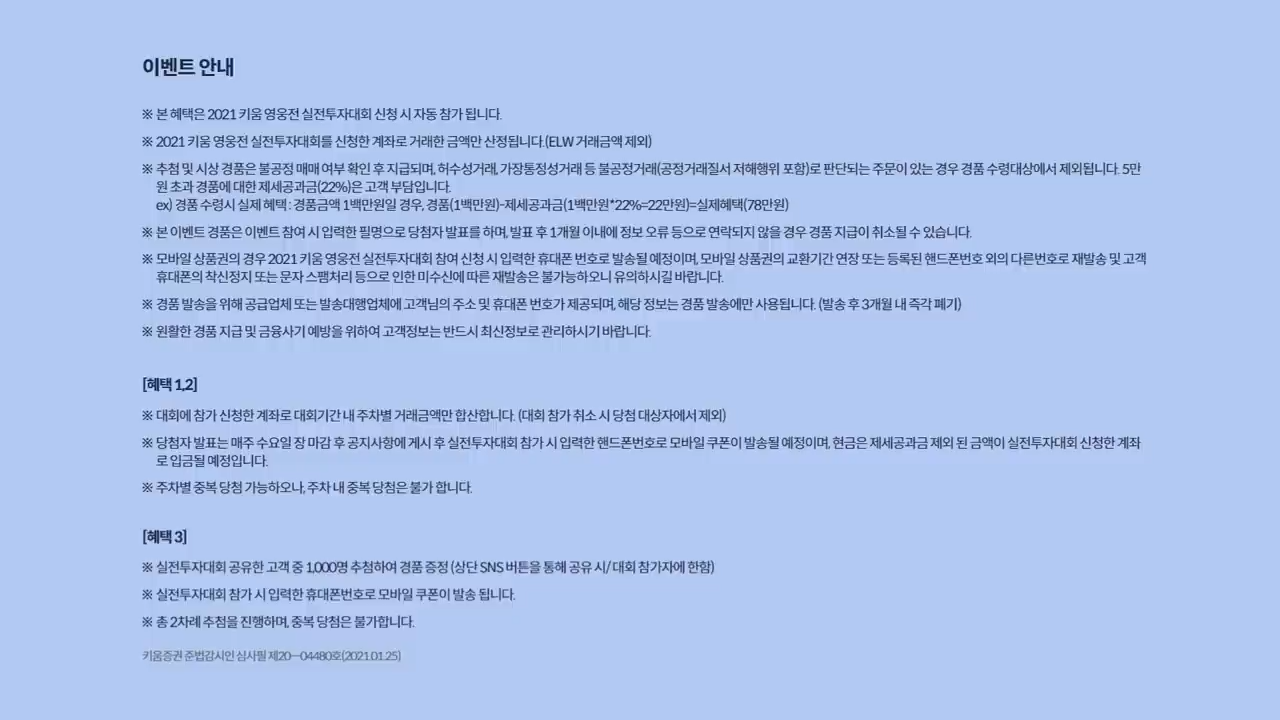 이벤트 안내
※ 본 혜택은 2021 키움 영웅전 실전투자대회 신청 시 자동 참가 됩니다.
※ 2021 키움 영웅전 실전투자대회를 신청한 계좌로 거래한 금액만 산정됩니다.(ELW 거래금액 제외)
※ 추첨 및 시상 경품은 불공정 매매 여부 확인 후 지급되며, 허수성거래, 가장통정성거래 등 불공정거래(공정거래질서 저해행위 포함)로 판단되는 주문이 있는 경우 경품 수령대상에서 제외됩니다. 5만
원 초과 경품에 대한 제세공과금(22%)은 고객 부담입니다.
ex) 경품 수령시 실제 혜택 : 경품금액 1백만원일 경우, 경품(1백만원)-제세공과금(1백만원*22%=22만원)=실제혜택(78만원)
※ 본 이벤트 경품은 이벤트 참여 시 입력한 필명으로 당첨자 발표를 하며, 발표 후 1개월 이내에 정보 오류 등으로 연락되지 않을 경우 경품 지급이 취소될 수 있습니다.
※ 모바일 상품권의 경우 2021 키움 영웅전 실전투자대회 참여 신청 시 입력한 휴대폰 번호로 발송될 예정이며, 모바일 상품권의 교환기간 연장 또는 등록된 핸드폰번호 외의 다른번호로 재발송 및 고객
휴대폰의 착신정지 또는 문자 스팸처리 등으로 인한 미수신에 따른 재발송은 불가능하오니 유의하시길 바랍니다.
※ 경품 발송을 위해 공급업체 또는 발송대행업체에 고객님의 주소 및 휴대폰 번호가 제공되며, 해당 정보는 경품 발송에만 사용됩니다. (발송 후 3개월 내 즉각 폐기)
※ 원활한 경품 지급 및 금융사기 예방을 위하여 고객정보는 반드시 최신정보로 관리하시기 바랍니다.
[혜택 1,2]
※ 대회에 참가 신청한 계좌로 대회기간 내 주차별 거래금액만 합산합니다. (대회 참가 취소 시 당첨 대상자에서 제외)
※ 당첨자 발표는 매주 수요일 장 마감 후 공지사항에 게시 후 실전투자대회 참가 시 입력한 핸드폰번호로 모바일 쿠폰이 발송될 예정이며, 현금은 제세공과금 제외 된 금액이 실전투자대회 신청한 계좌
로 입금될 예정입니다.
※ 주차별 중복 당첨 가능하오나, 주차 내 중복 당첨은 불가 합니다.
[혜택 3]
※ 실전투자대회 공유한 고객 중 1,000명 추첨하여 경품 증정 (상단 SNS 버튼을 통해 공유 시/ 대회 참가자에 한함)
※ 실전투자대회 참가 시 입력한 휴대폰번호로 모바일 쿠폰이 발송 됩니다.
※ 총 2차례 추첨을 진행하며, 중복 당첨은 불가합니다.
키움증권 준법감시인 심사필 제20—04480호(2021.01.25)